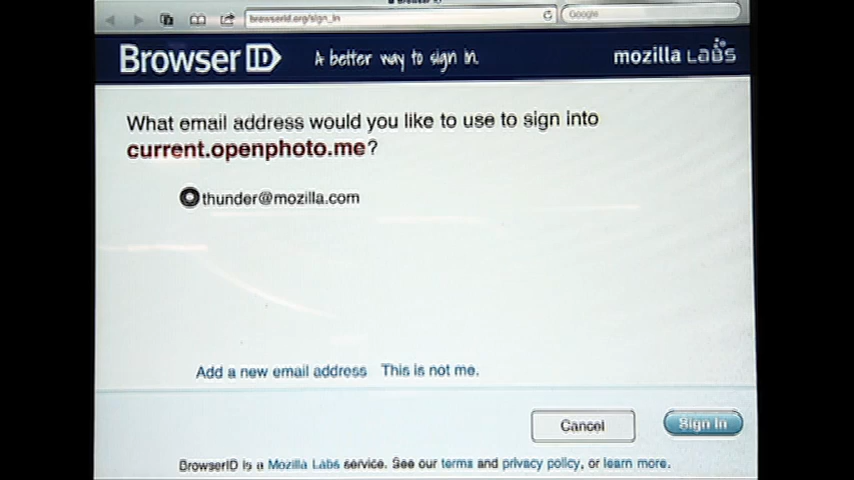 browserid.org/sign_in
Google
BrowserID A better way to sign in. mozilla LABS
What email address would you like to use to sign into
current.openphoto.me?
thunder@mozilla.com
Add a new email address This is not me.
Cancel Sign In
BrowserID is a Mozilla Labs service. See our terms and privacy policy, or learn more.